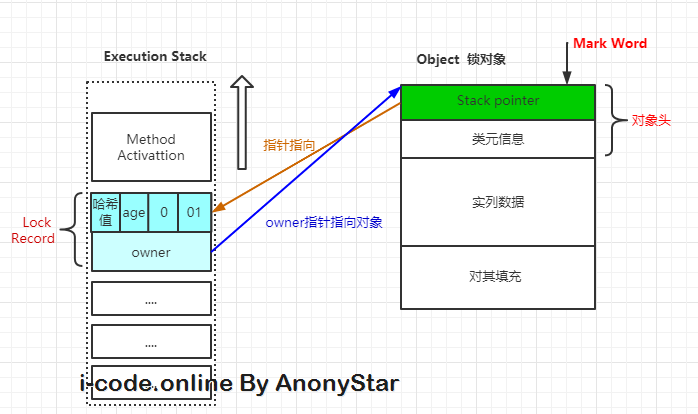 Execution Stack
Object 锁对象
Mark Word
Stack pointer
类元信息
对象头
实列数据
对其填充
Method
Activattion
指针指向
哈希
值
age
0
01
Lock
Record
owner
owner指针指向对象
....
....
i-code.online By AnonyStar